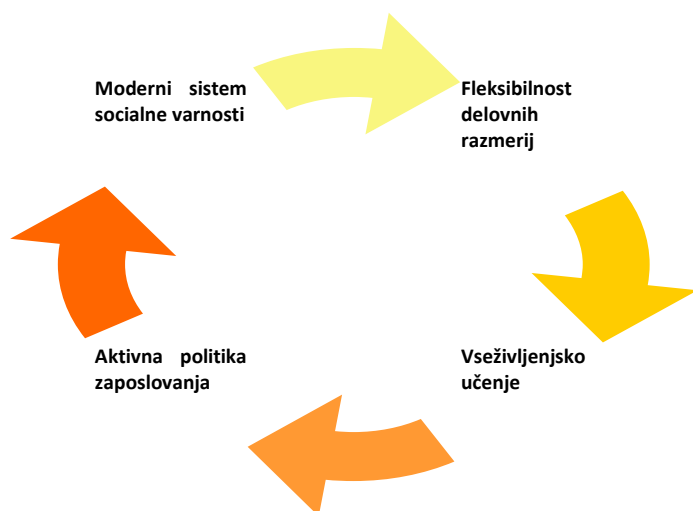 Moderni sistem
socialne varnosti
Fleksibilnost
delovnih
razmerij
Aktivna politika
zaposlovanja
Vseživljenjsko
učenje